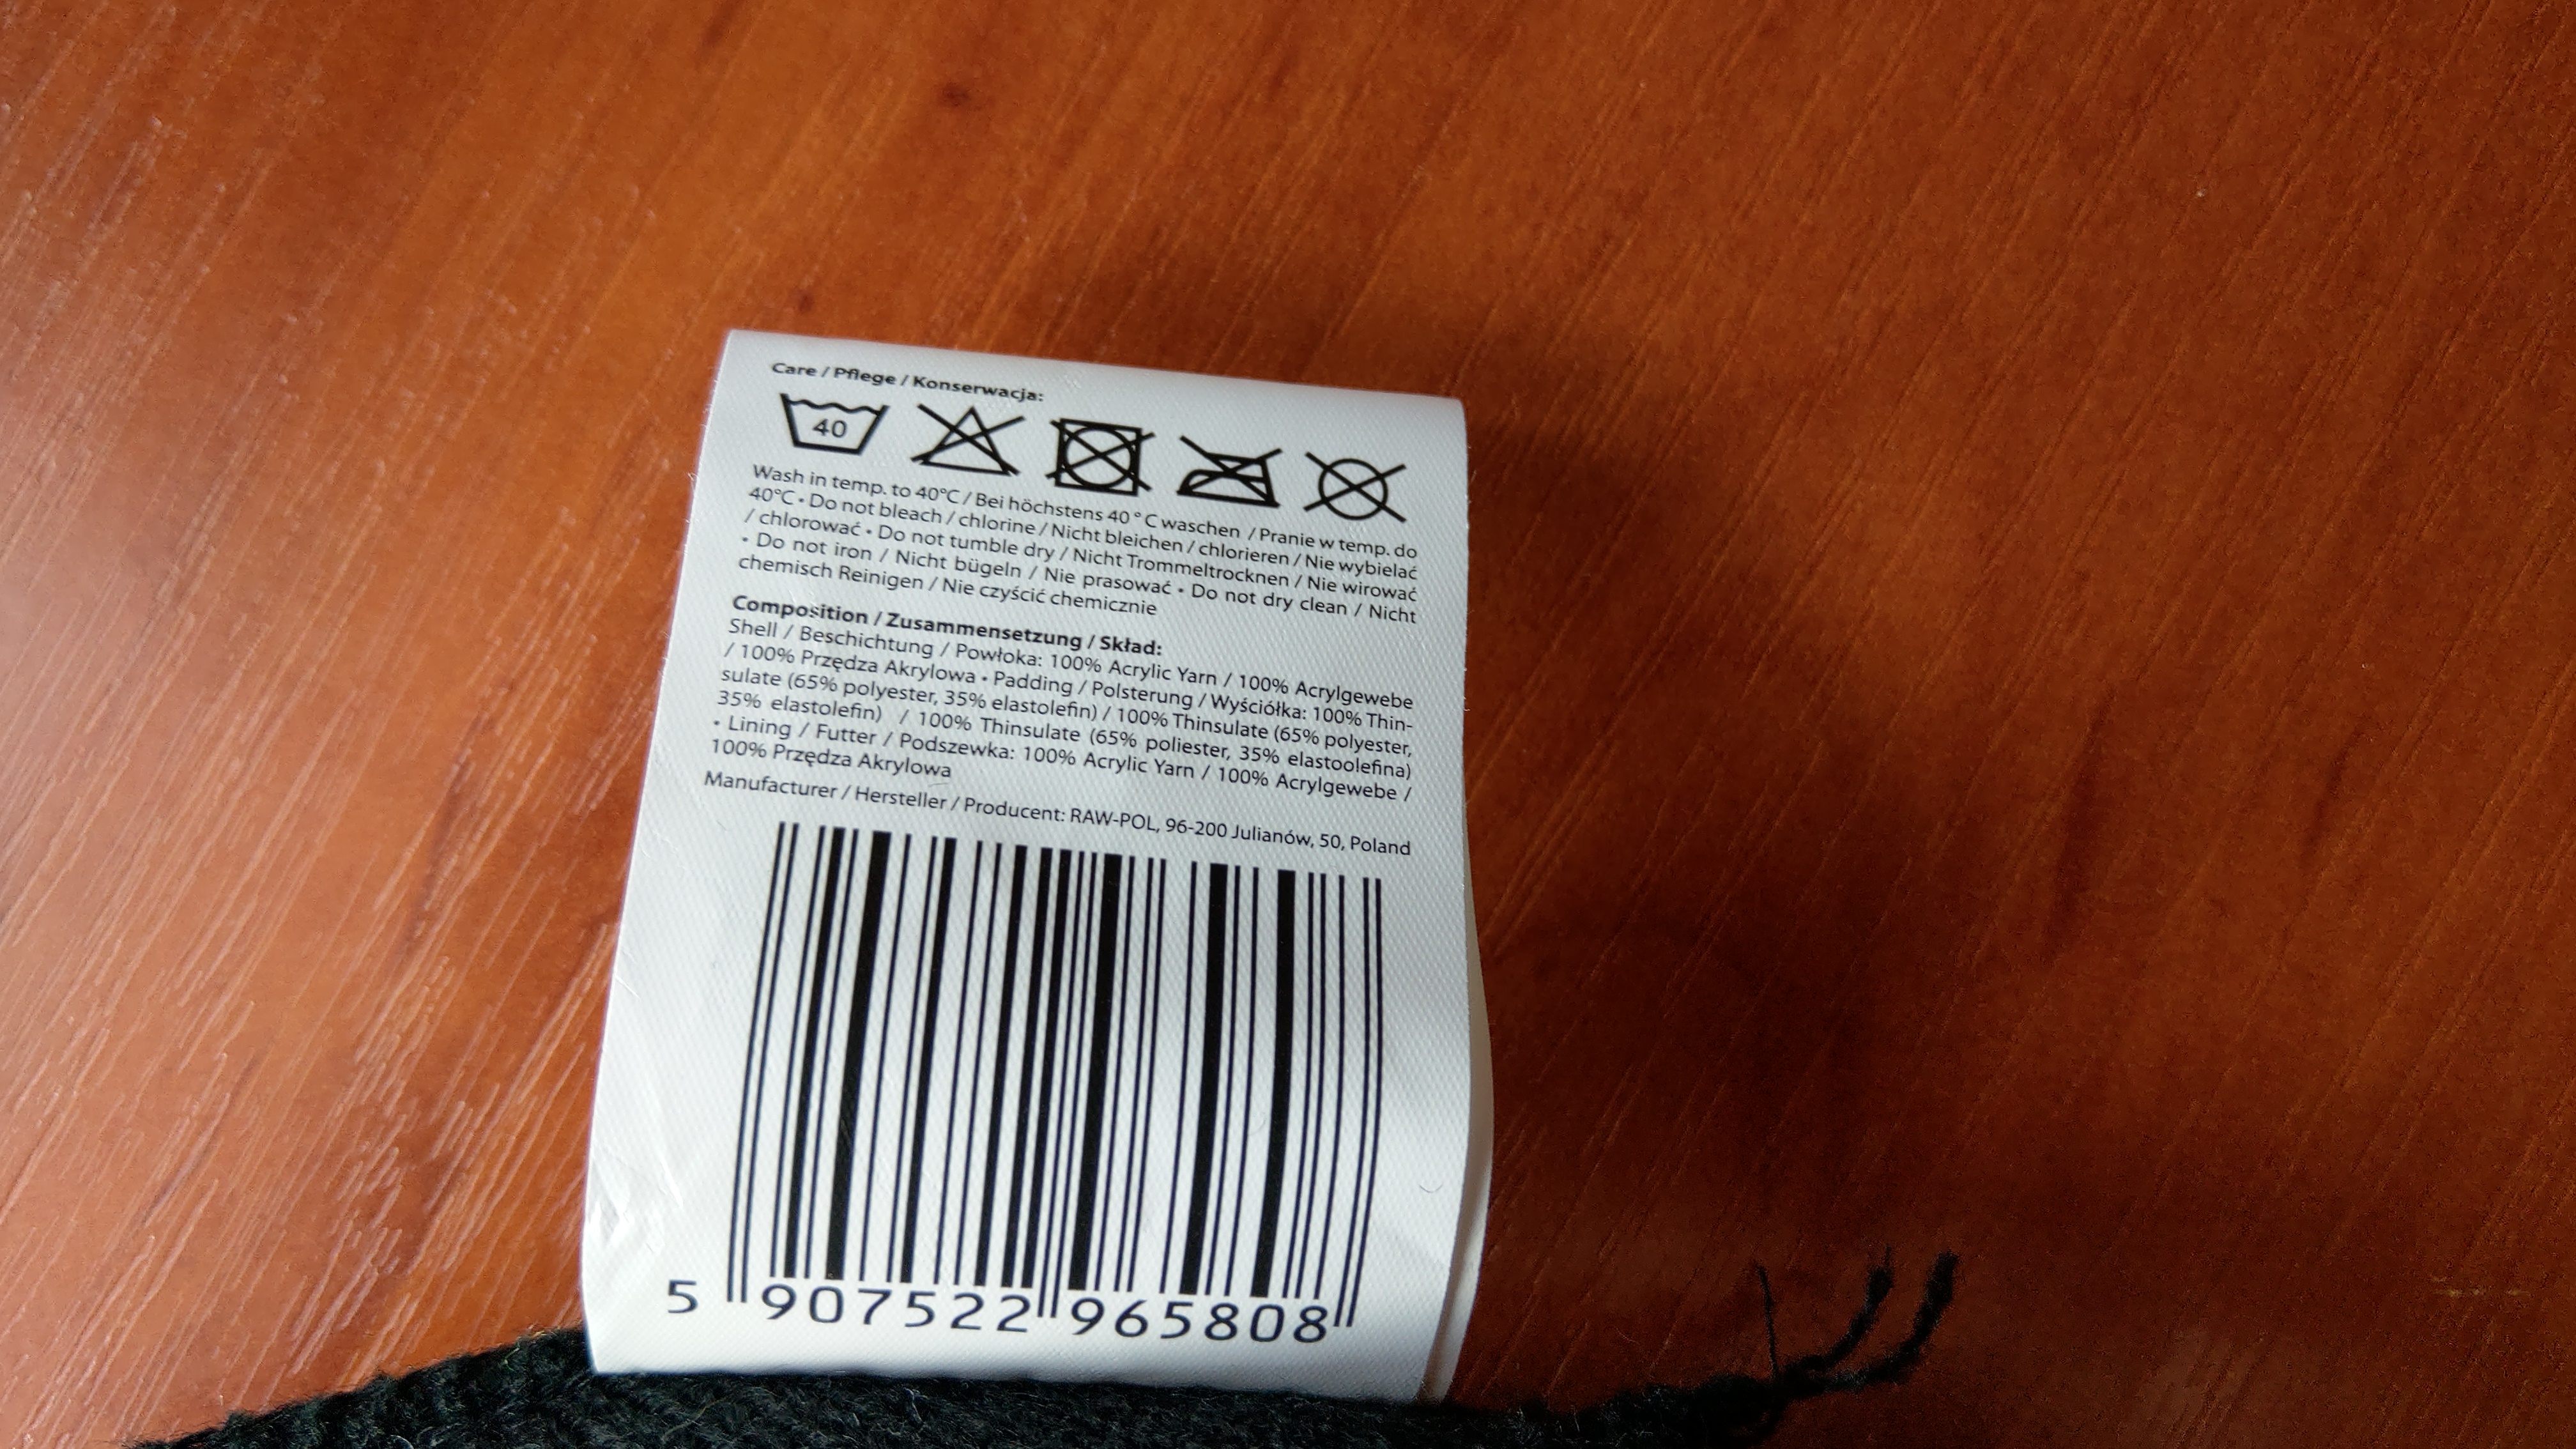 Care / Pflege / Konserwacja:
40
Wash in temp. to 40°C / Bei höchstens 40 ° C waschen / Pranie w temp. do
40°C • Do not bleach / chlorine / Nicht bleichen / chlorieren / Nie wybielać
/ chlorować • Do not tumble dry / Nicht Trommeltrocknen / Nie wirować
• Do not iron / Nicht bügeln / Nie prasować • Do not dry clean / Nicht
chemisch Reinigen / Nie czyścić chemicznie
Composition / Zusammensetzung / Skład:
Shell / Beschichtung / Powłoka: 100% Acrylic Yarn / 100% Acrylgewebe
/ 100% Przędza Akrylowa • Padding / Polsterung / Wyściółka: 100% Thin-
sulate (65% polyester, 35% elastolefin) / 100% Thinsulate (65% polyester,
35% elastolefin) / 100% Thinsulate (65% poliester, 35% elastoolefina)
• Lining / Futter / Podszewka: 100% Acrylic Yarn / 100% Acrylgewebe /
100% Przędza Akrylowa
Manufacturer / Hersteller / Producent: RAW-POL, 96-200 Julianów, 50, Poland
5 907522 965808